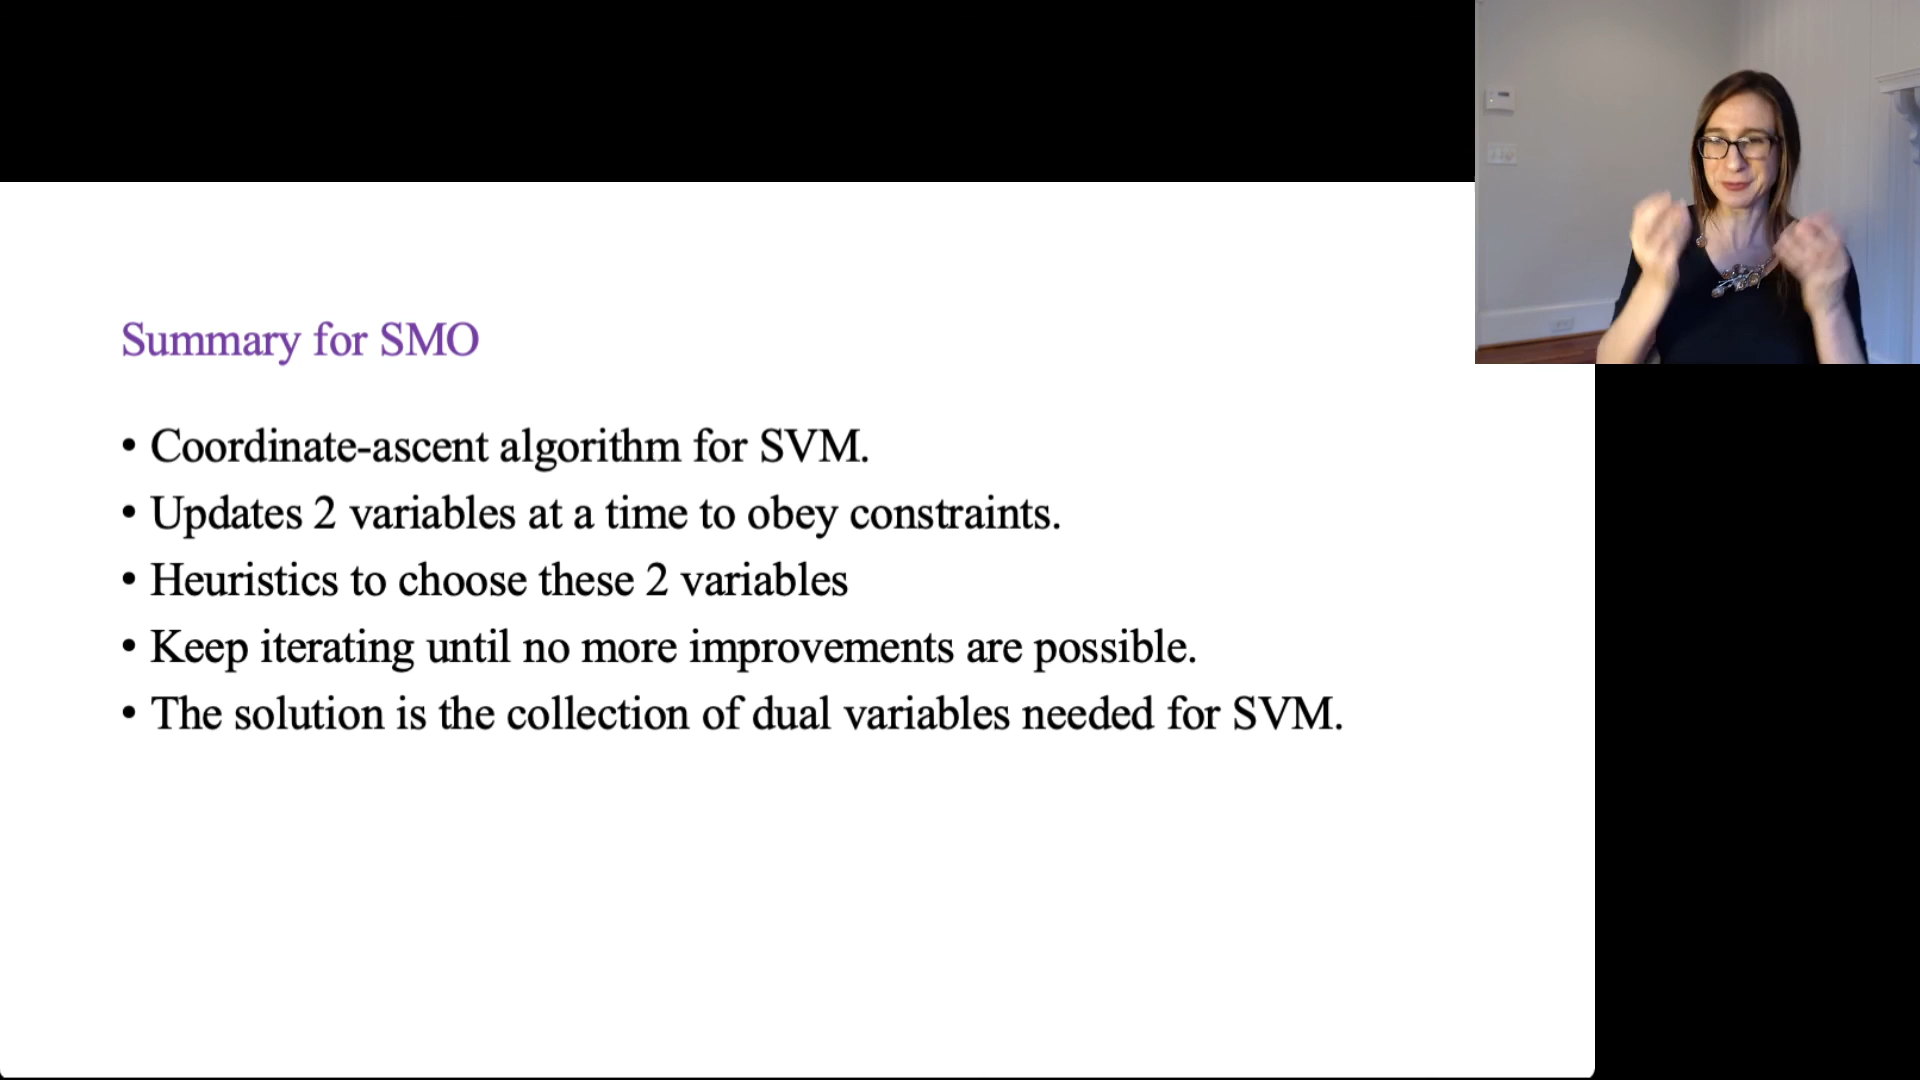 Summary for SMO
• Coordinate-ascent algorithm for SVM.
• Updates 2 variables at a time to obey constraints.
• Heuristics to choose these 2 variables
• Keep iterating until no more improvements are possible.
• The solution is the collection of dual variables needed for SVM.